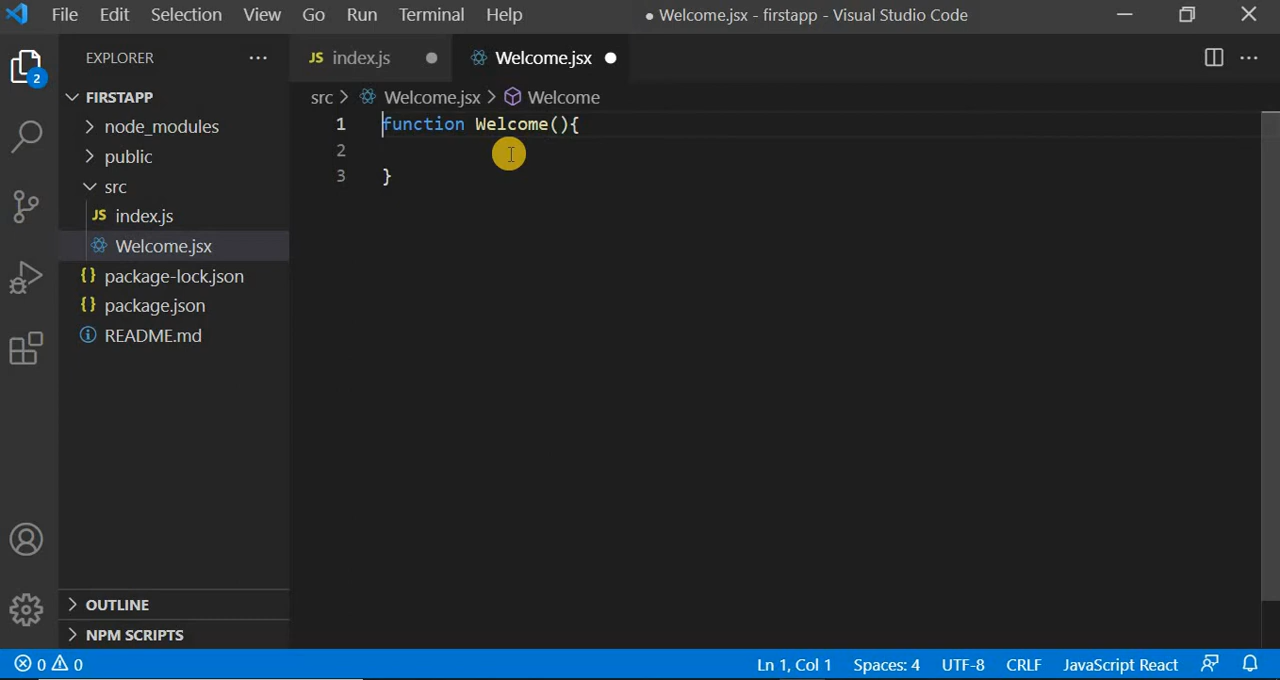 File Edit Selection View Go Run Terminal Help ● Welcome.jsx - firstapp - Visual Studio Code
EXPLORER ···
JS index.js ● Welcome.jsx ● ···
2
FIRSTAPP
src > Welcome.jsx > Welcome
node_modules
public
src
JS index.js
Welcome.jsx
{} package-lock.json
{} package.json
README.md
1 function Welcome(){
2
3 }
OUTLINE
NPM SCRIPTS
0 0 Ln 1, Col 1 Spaces: 4 UTF-8 CRLF JavaScript React